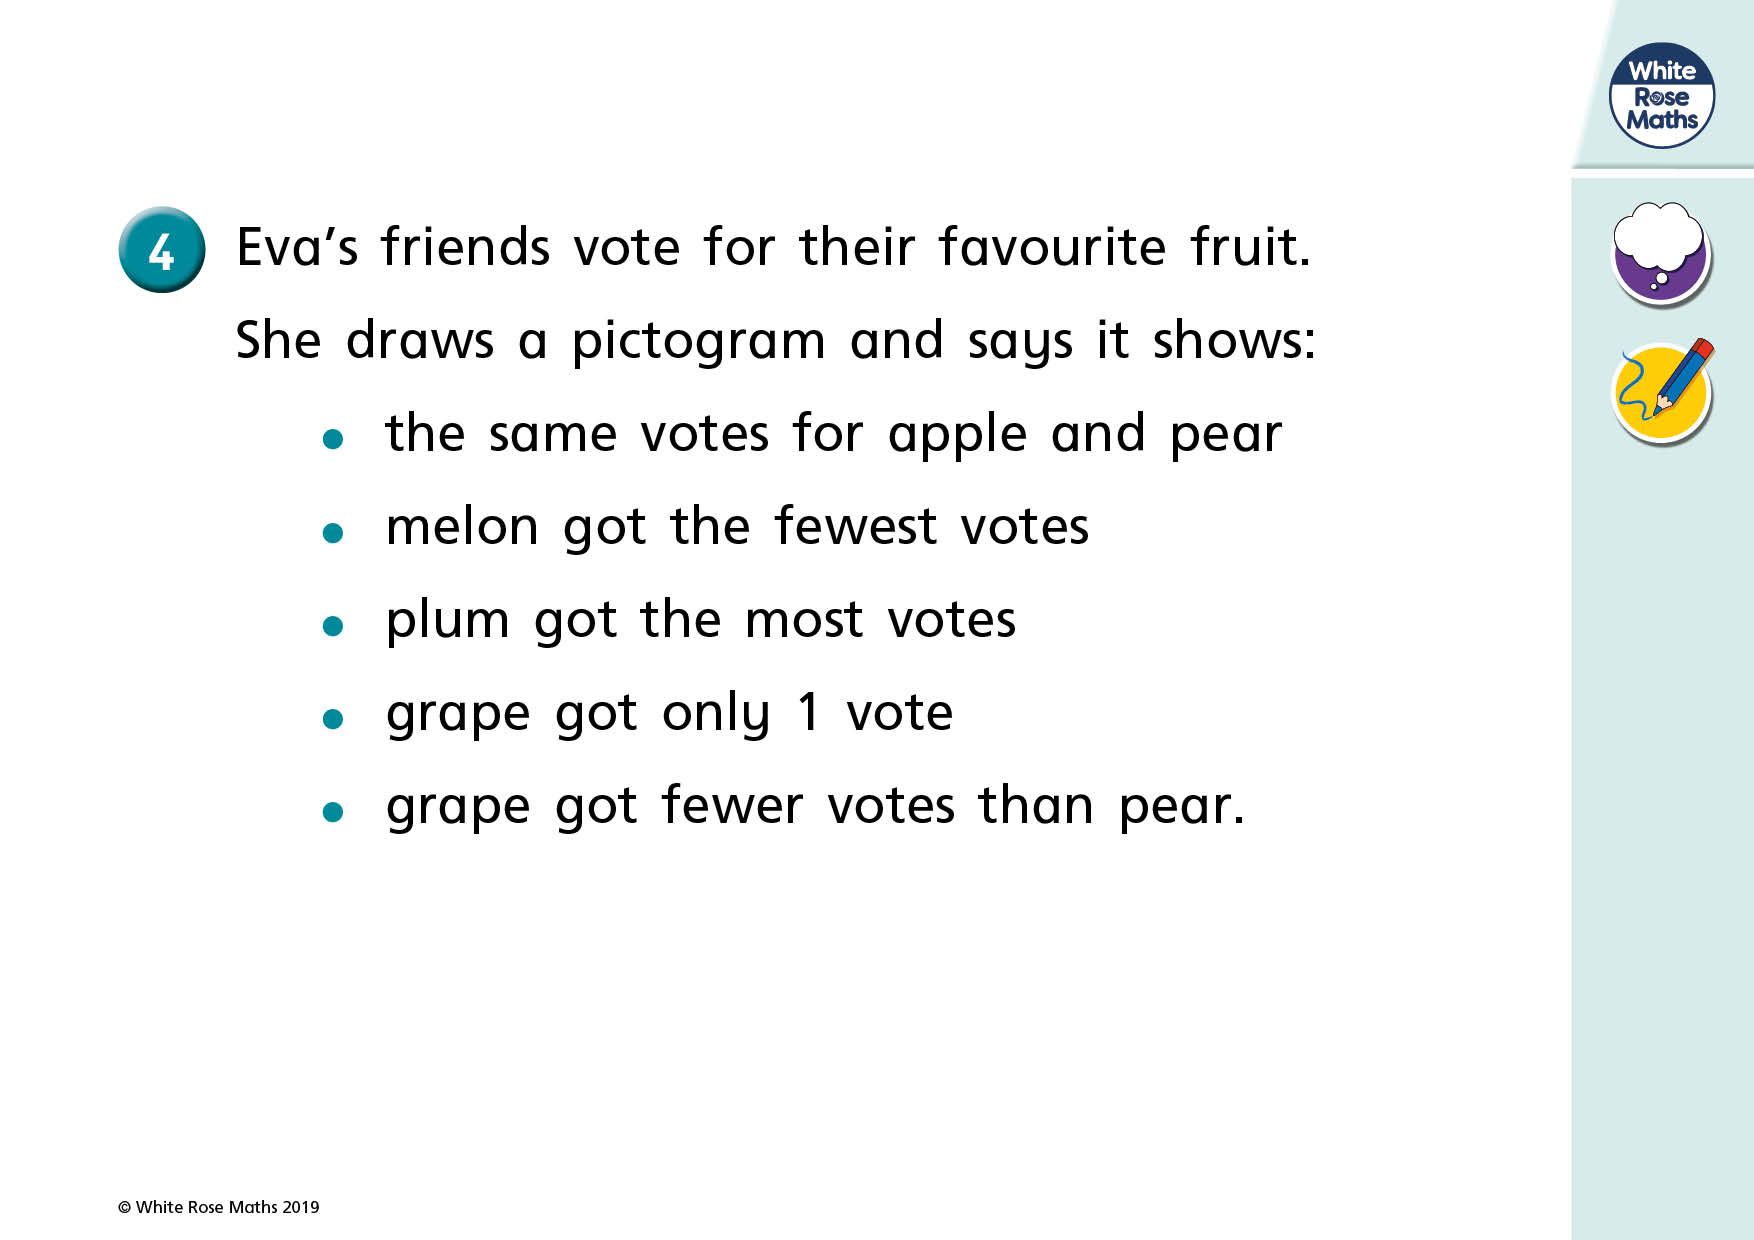 White
Rose
Maths
4 Eva’s friends vote for their favourite fruit.
She draws a pictogram and says it shows:
• the same votes for apple and pear
• melon got the fewest votes
• plum got the most votes
• grape got only 1 vote
• grape got fewer votes than pear.
© White Rose Maths 2019